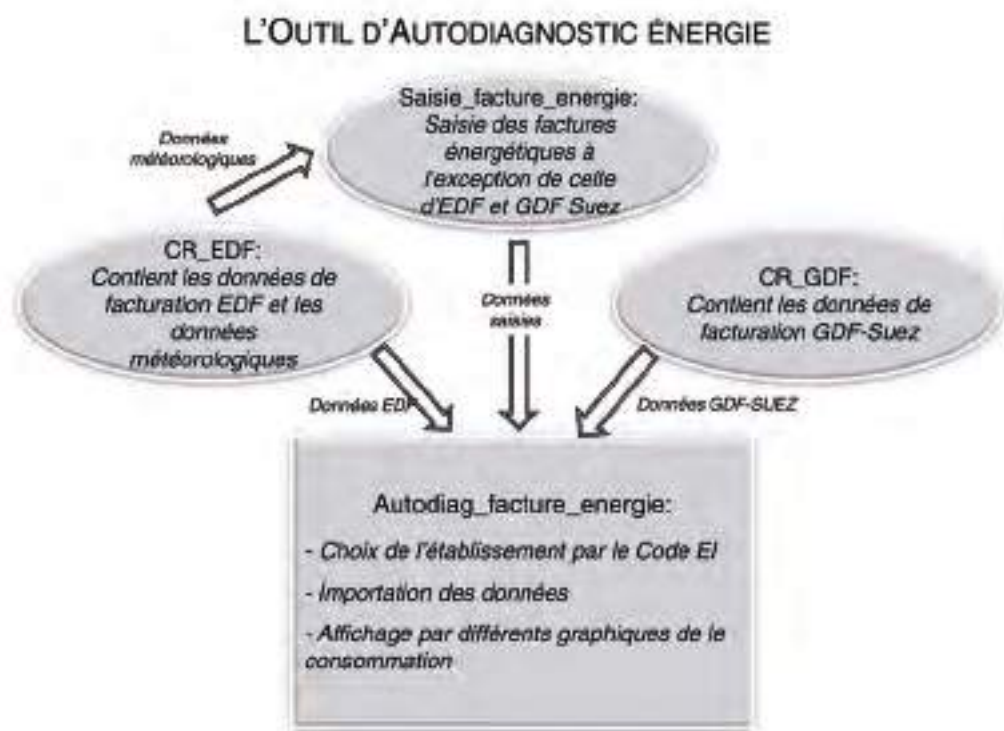 L'OUTIL D'AUTODIAGNOSTIC ÉNERGIE
Saisie_facture_energie:
Saisie des factures
énergétiques à
l'exception de celle
d'EDF et GDF Suez
Données
météorologiques
CR_EDF:
Contient les données de
facturation EDF et les
données
météorologiques
Données
saisies
CR_GDF:
Contient les données de
facturation GDF-Suez
Données EDF
Données GDF-SUEZ
Autodiag_facture_energie:
- Choix de l'établissement par le Code EI
- Importation des données
- Affichage par différents graphiques de le
consommation